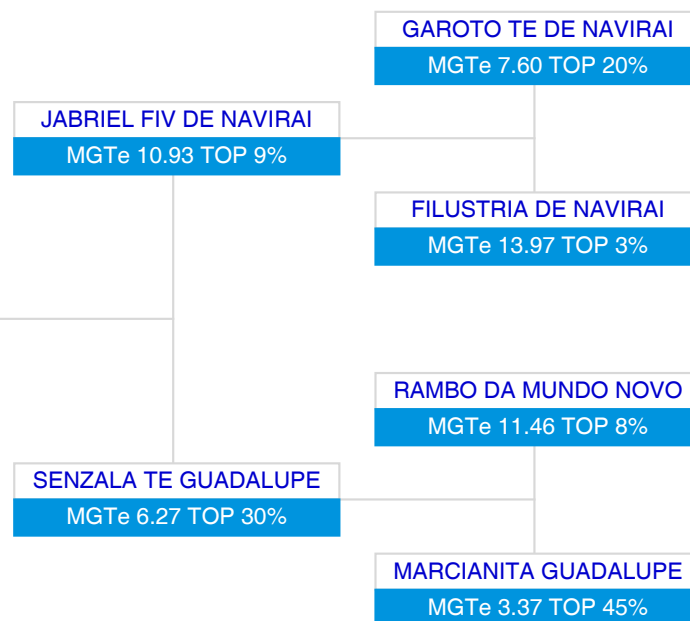 GAROTO TE DE NAVIRAI
MGTe 7.60 TOP 20%
JABRIEL FIV DE NAVIRAI
MGTe 10.93 TOP 9%
FILUSTRIA DE NAVIRAI
MGTe 13.97 TOP 3%
RAMBO DA MUNDO NOVO
MGTe 11.46 TOP 8%
SENZALA TE GUADALUPE
MGTe 6.27 TOP 30%
MARCIANITA GUADALUPE
MGTe 3.37 TOP 45%